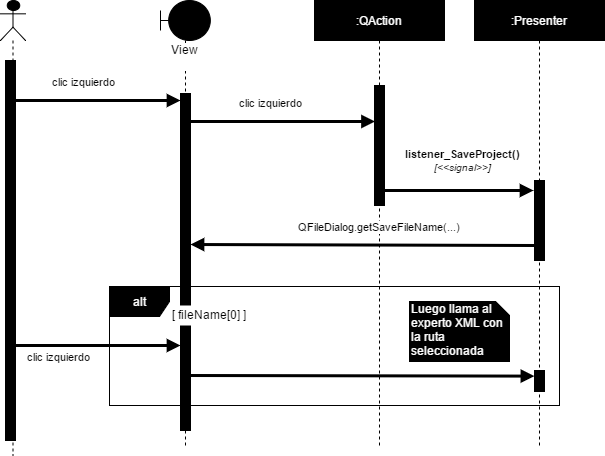 :QAction
:Presenter
View
clic izquierdo
clic izquierdo
listener_SaveProject()
[<<signal>>]
QFileDialog.getSaveFileName(...)
alt
[ fileName[0] ]
Luego llama al
experto XML con
la ruta
seleccionada
clic izquierdo